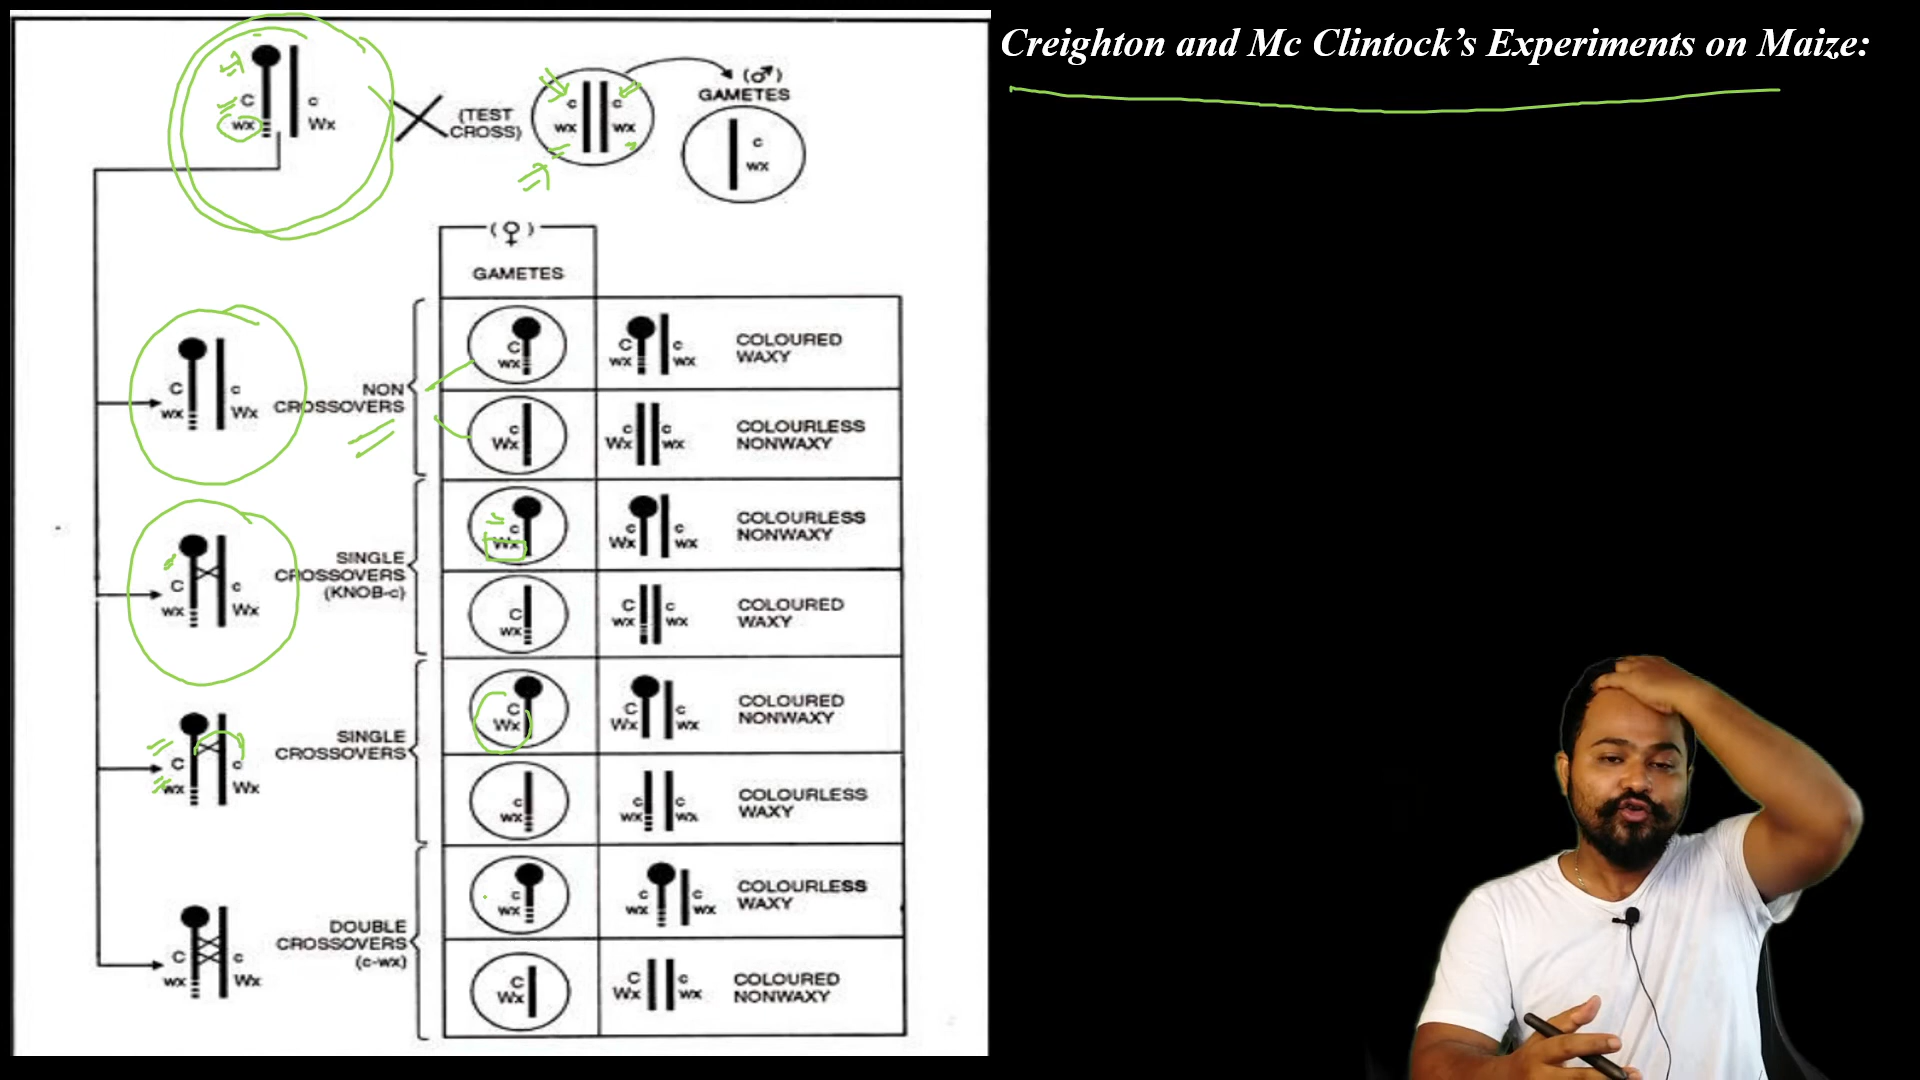 Creighton and Mc Clintock's Experiments on Maize:
C
wx
c
Wx
(TEST
CROSS)
c
wx
c
wx
(♂)
GAMETES
c
wx
(♀)
GAMETES
C
wx
c
Wx
NON
CROSSOVERS
C
wx
C
wx
c
wx
COLOURED
WAXY
c
Wx
c
Wx
c
wx
COLOURLESS
NONWAXY
C
wx
c
Wx
SINGLE
CROSSOVERS
(KNOB-c)
c
Wx
c
Wx
c
wx
COLOURLESS
NONWAXY
C
wx
C
wx
c
wx
COLOURED
WAXY
C
wx
c
Wx
SINGLE
CROSSOVERS
C
Wx
C
Wx
c
wx
COLOURED
NONWAXY
c
wx
c
wx
c
wx
COLOURLESS
WAXY
C
wx
c
Wx
DOUBLE
CROSSOVERS
(c-wx)
c
wx
c
wx
c
wx
COLOURLESS
WAXY
C
Wx
C
Wx
c
wx
COLOURED
NONWAXY